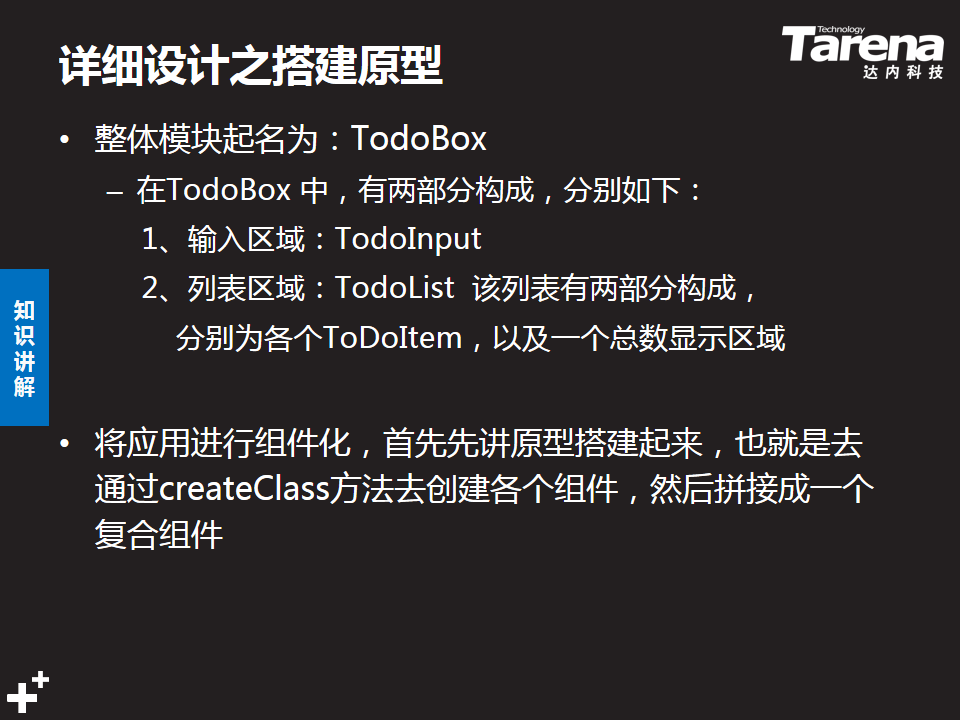 详细设计之搭建原型
Technology
Tarena
达内科技
• 整体模块起名为：TodoBox
– 在TodoBox 中，有两部分构成，分别如下：
1、输入区域：TodoInput
2、列表区域：TodoList 该列表有两部分构成，
分别为各个ToDoItem，以及一个总数显示区域
知识讲解
• 将应用进行组件化，首先先讲原型搭建起来，也就是去
通过createClass方法去创建各个组件，然后拼接成一个
复合组件